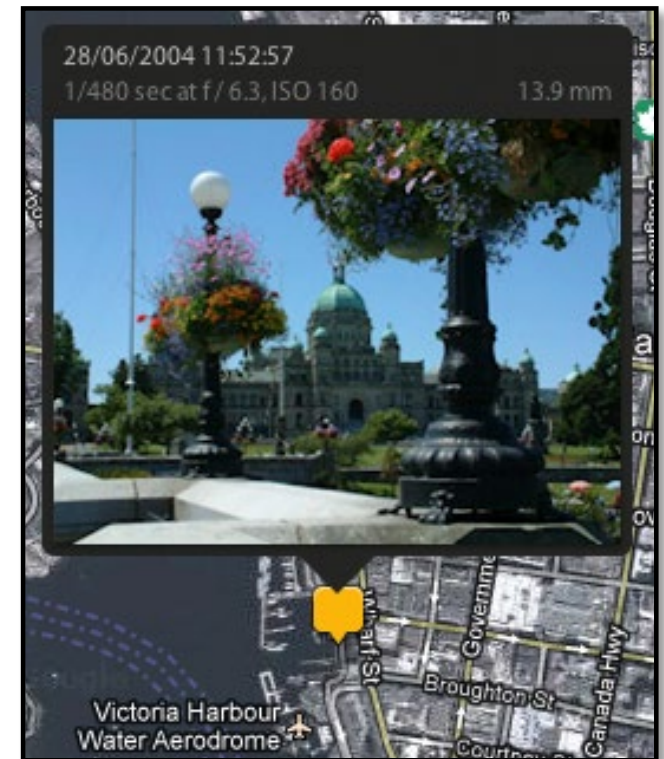 28/06/2004 11:52:57
1/480 sec at f / 6.3, ISO 160 13.9 mm
Wharf St
Governme
Broughton St
Canada Hwy
Victoria Harbour
Water Aerodrome